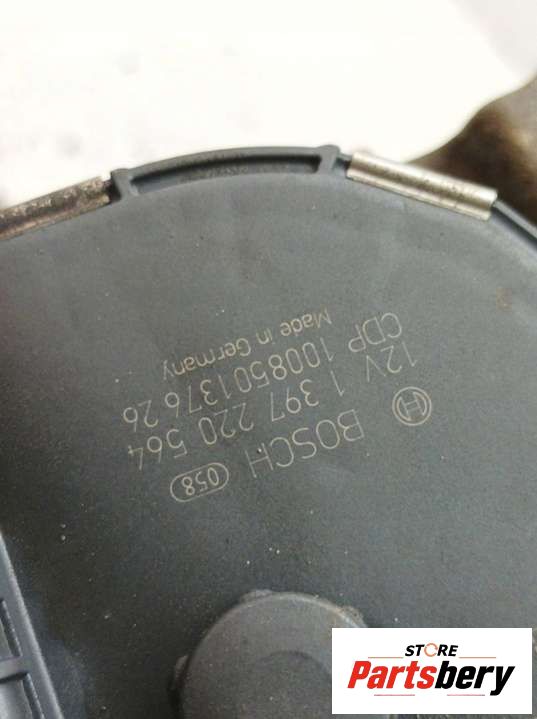 BOSCH 058
12V 1 397 220 564
CDP 1008501376 26
Made in Germany
STORE
Partsbery